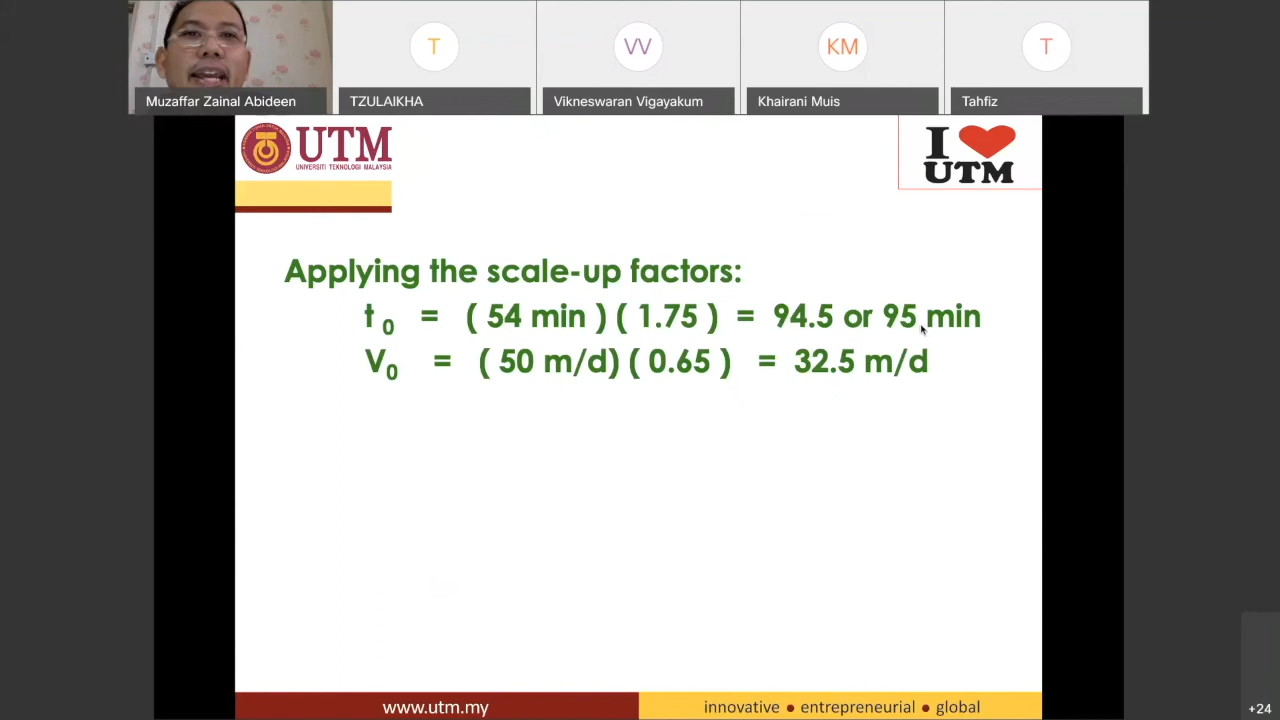 T
VV
KM
T
Muzaffar Zainal Abideen
TZULAIKHA
Vikneswaran Vigayakum
Khairani Muis
Tahfiz
UTM
UNIVERSITI TEKNOLOGI MALAYSIA
I
UTM
Applying the scale-up factors:
t 0 = ( 54 min ) ( 1.75 ) = 94.5 or 95 min
V0 = ( 50 m/d) ( 0.65 ) = 32.5 m/d
www.utm.my
innovative ● entrepreneurial ● global
+24